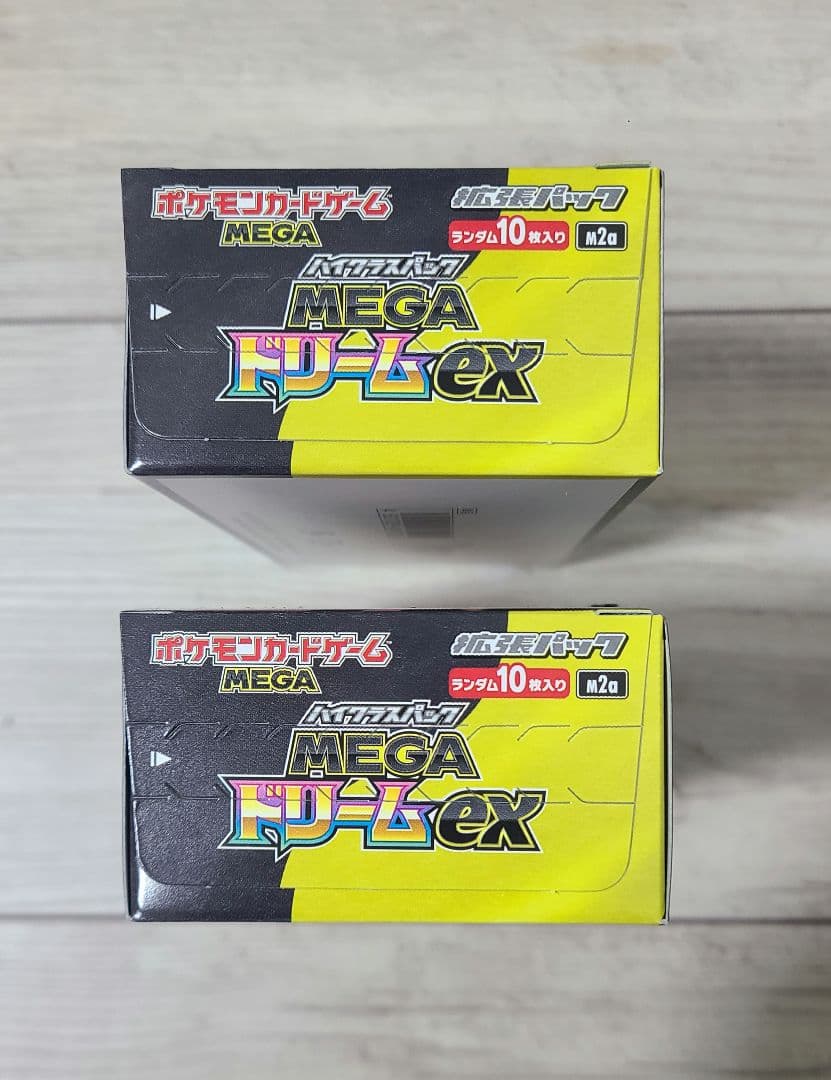 ポケモンカードゲーム
MEGA
拡張パック
ランダム10枚入り M2a
ハイクラスパック
MEGA
ドリームex
ポケモンカードゲーム
MEGA
拡張パック
ランダム10枚入り M2a
ハイクラスパック
MEGA
ドリームex